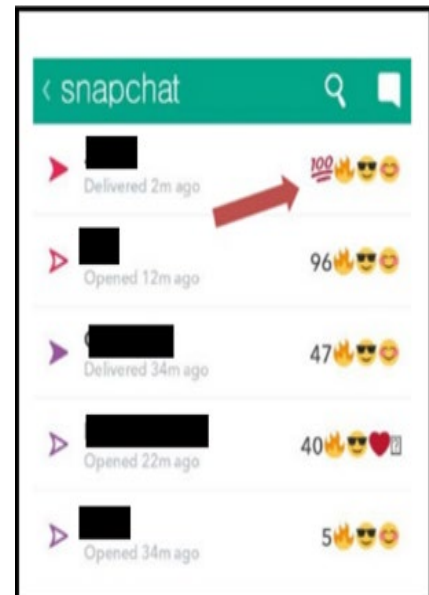 snapchat
💯🔥😎😊
Delivered 2m ago
96🔥😎😊
Opened 12m ago
47🔥😎😊
Delivered 34m ago
40🔥😎❤️
Opened 22m ago
5🔥😎😊
Opened 34m ago